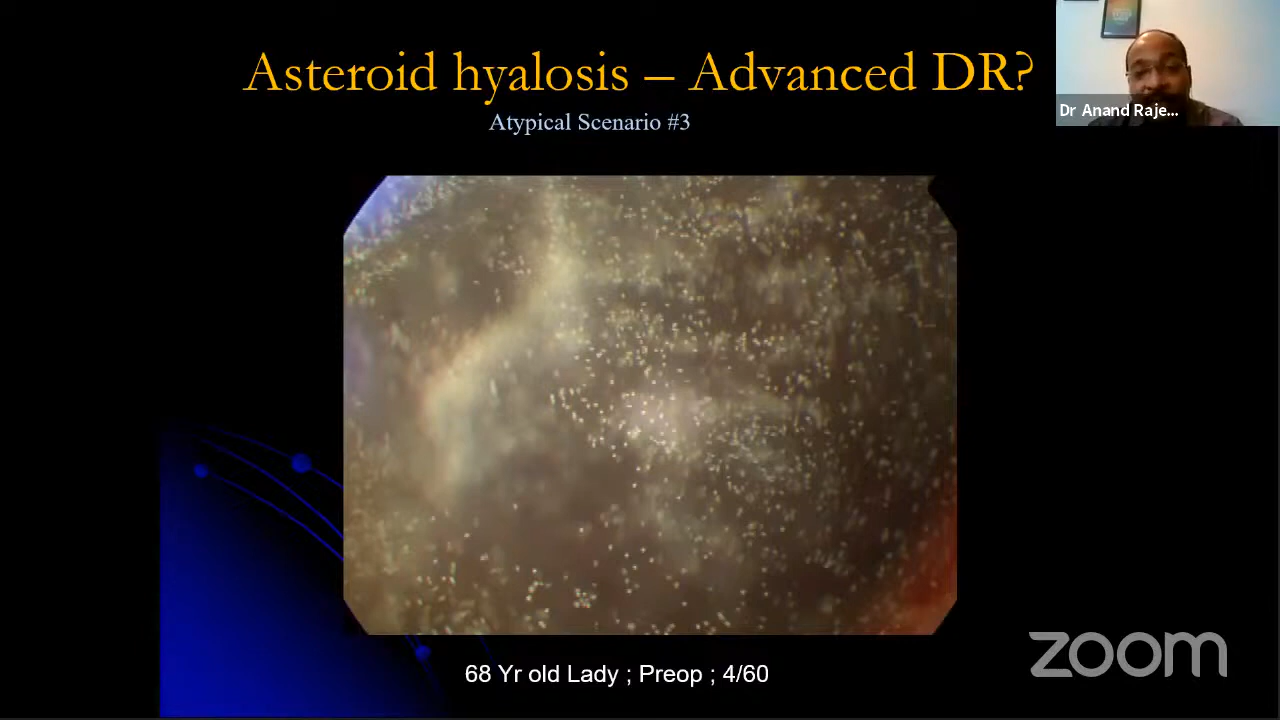 Asteroid hyalosis – Advanced DR?
Atypical Scenario #3
Dr Anand Raje...
68 Yr old Lady ; Preop ; 4/60
zoom